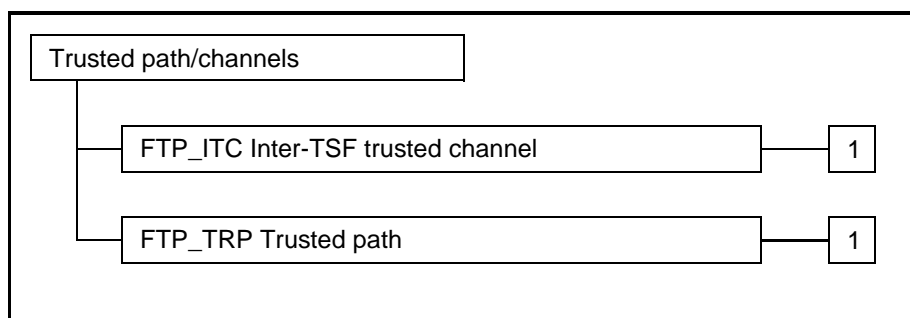 Trusted path/channels
FTP_ITC Inter-TSF trusted channel 1
FTP_TRP Trusted path 1